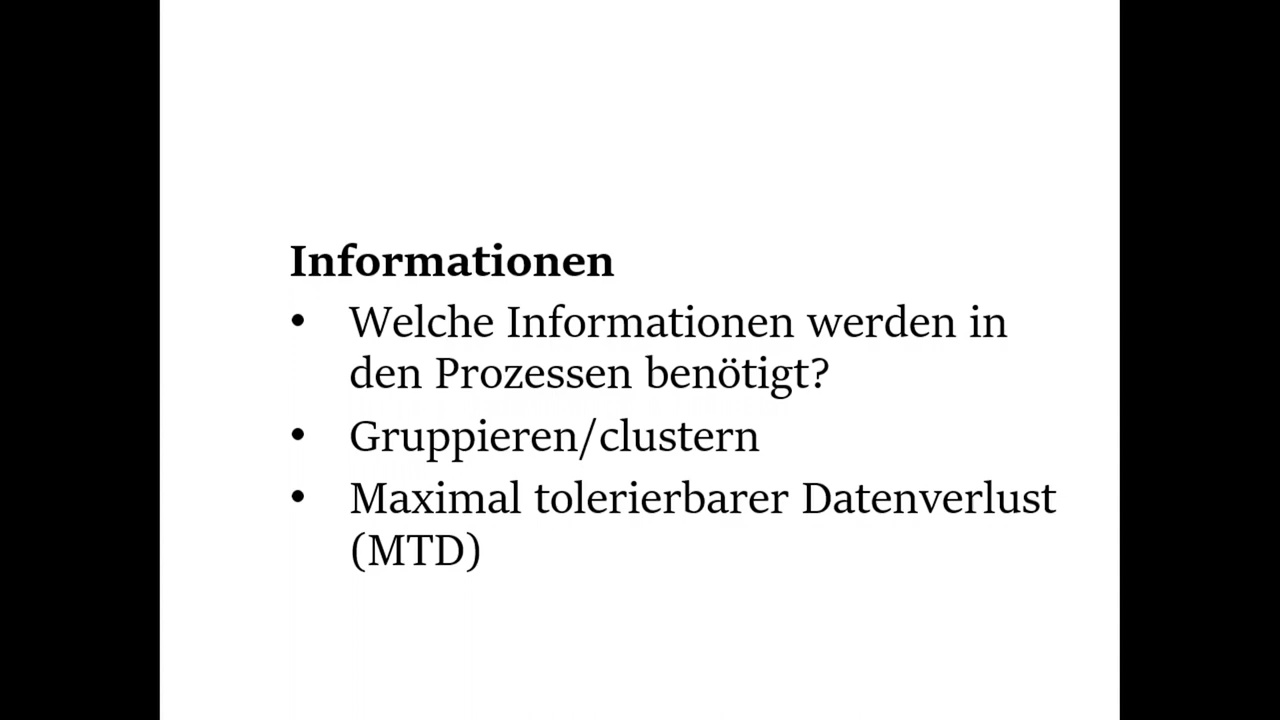 Informationen
• Welche Informationen werden in
den Prozessen benötigt?
• Gruppieren/clustern
• Maximal tolerierbarer Datenverlust
(MTD)